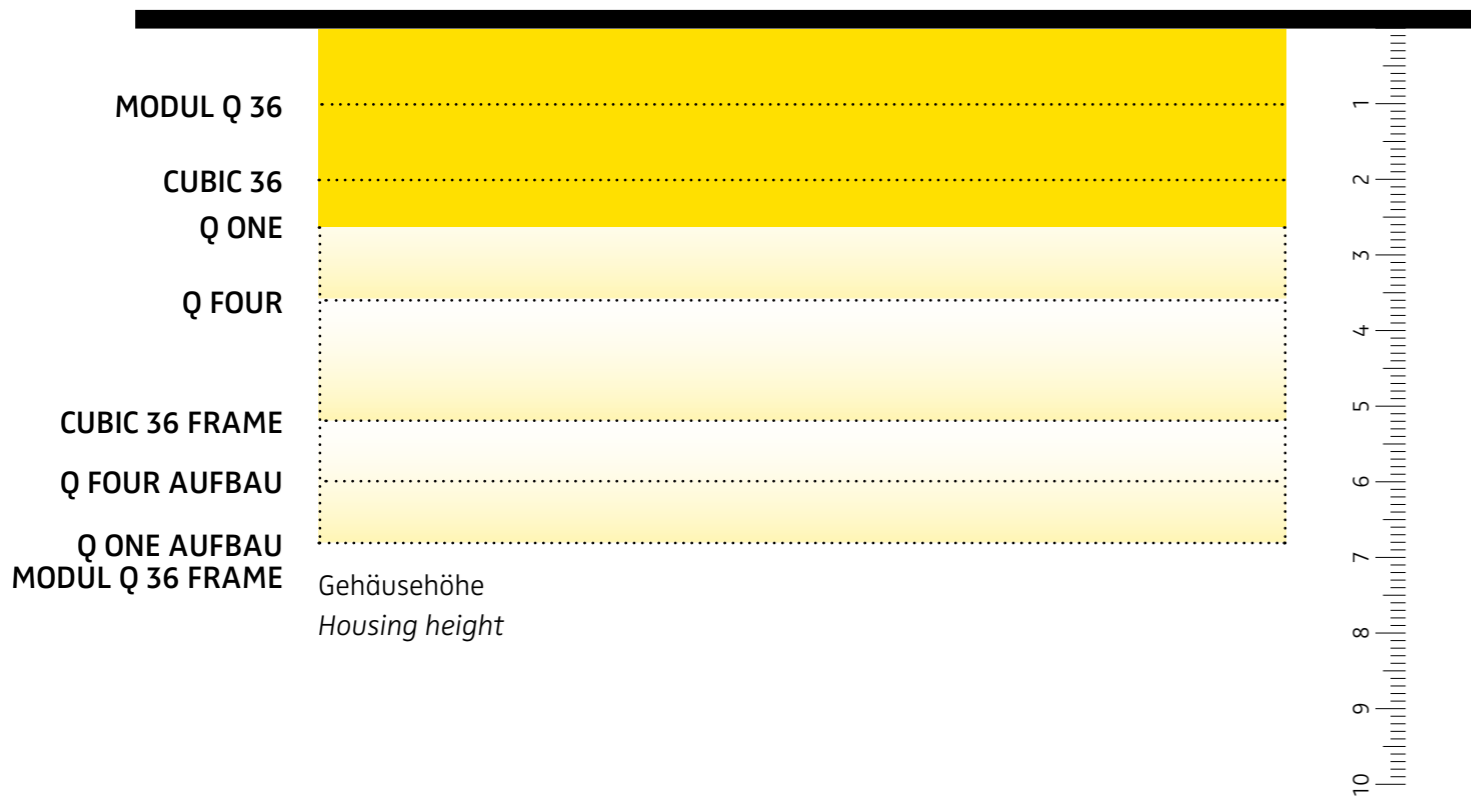 MODUL Q 36
CUBIC 36
Q ONE
Q FOUR
CUBIC 36 FRAME
Q FOUR AUFBAU
Q ONE AUFBAU
MODUL Q 36 FRAME
Gehäusehöhe
Housing height
1
2
3
4
5
6
7
8
9
10